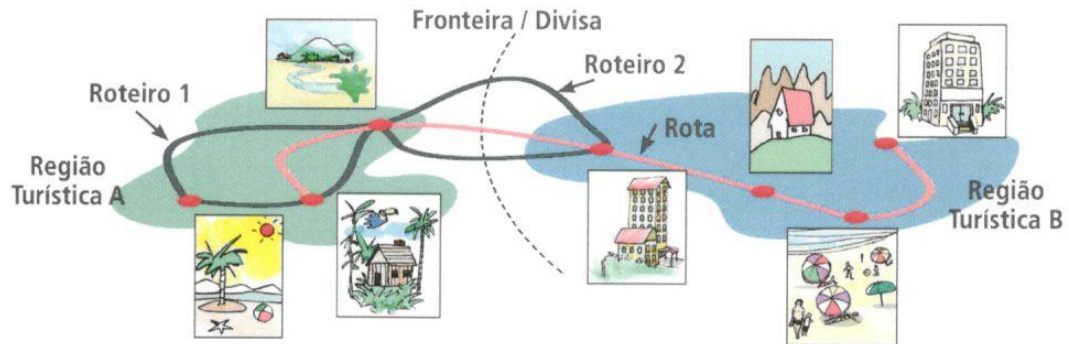 Fronteira / Divisa
Roteiro 1
Roteiro 2
Rota
Região
Turística A
Região
Turística B